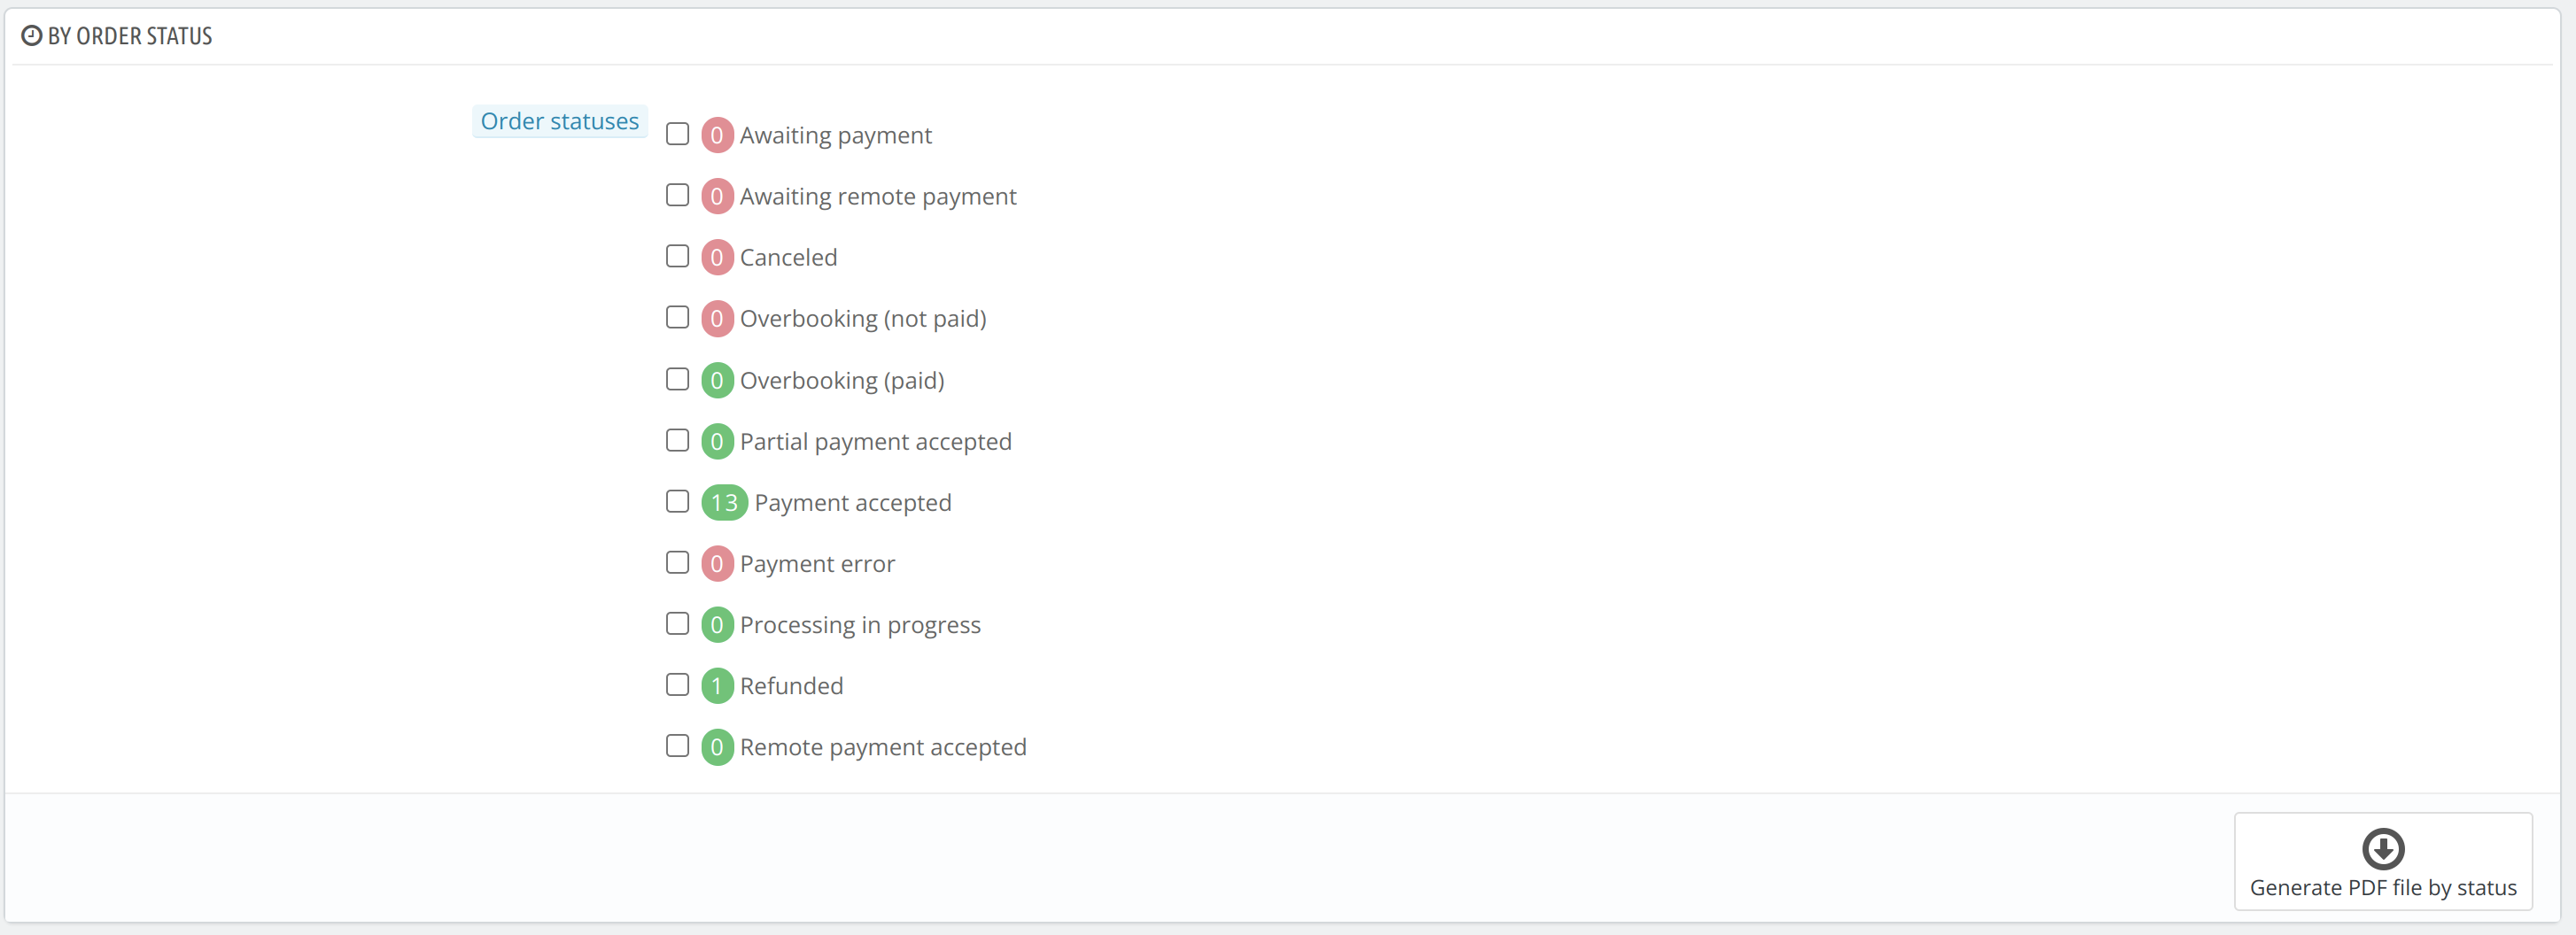 BY ORDER STATUS
Order statuses
0 Awaiting payment
0 Awaiting remote payment
0 Canceled
0 Overbooking (not paid)
0 Overbooking (paid)
0 Partial payment accepted
13 Payment accepted
0 Payment error
0 Processing in progress
1 Refunded
0 Remote payment accepted
Generate PDF file by status